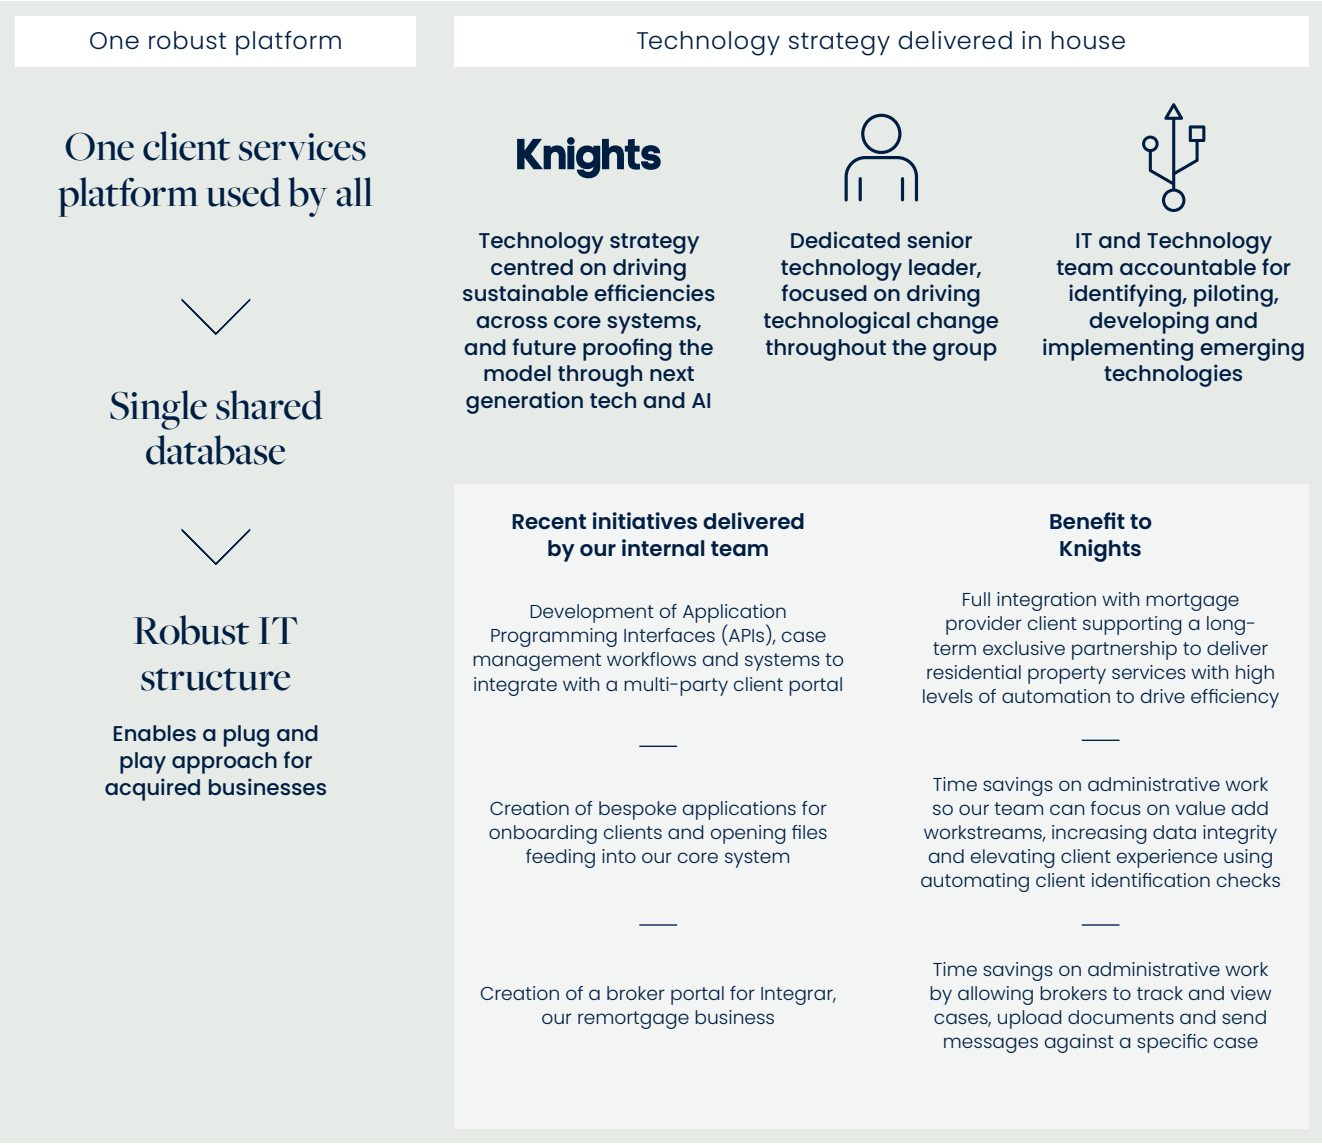 One robust platform
One client services
platform used by all
Single shared
database
Robust IT
structure
Enables a plug and
play approach for
acquired businesses
Technology strategy delivered in house
Knights
Technology strategy
centred on driving
sustainable efficiencies
across core systems,
and future proofing the
model through next
generation tech and AI
Dedicated senior
technology leader,
focused on driving
technological change
throughout the group
IT and Technology
team accountable for
identifying, piloting,
developing and
implementing emerging
technologies
Recent initiatives delivered
by our internal team
Benefit to
Knights
Development of Application
Programming Interfaces (APIs), case
management workflows and systems to
integrate with a multi-party client portal
Full integration with mortgage
provider client supporting a long-
term exclusive partnership to deliver
residential property services with high
levels of automation to drive efficiency
Creation of bespoke applications for
onboarding clients and opening files
feeding into our core system
Time savings on administrative work
so our team can focus on value add
workstreams, increasing data integrity
and elevating client experience using
automating client identification checks
Creation of a broker portal for Integrar,
our remortgage business
Time savings on administrative work
by allowing brokers to track and view
cases, upload documents and send
messages against a specific case